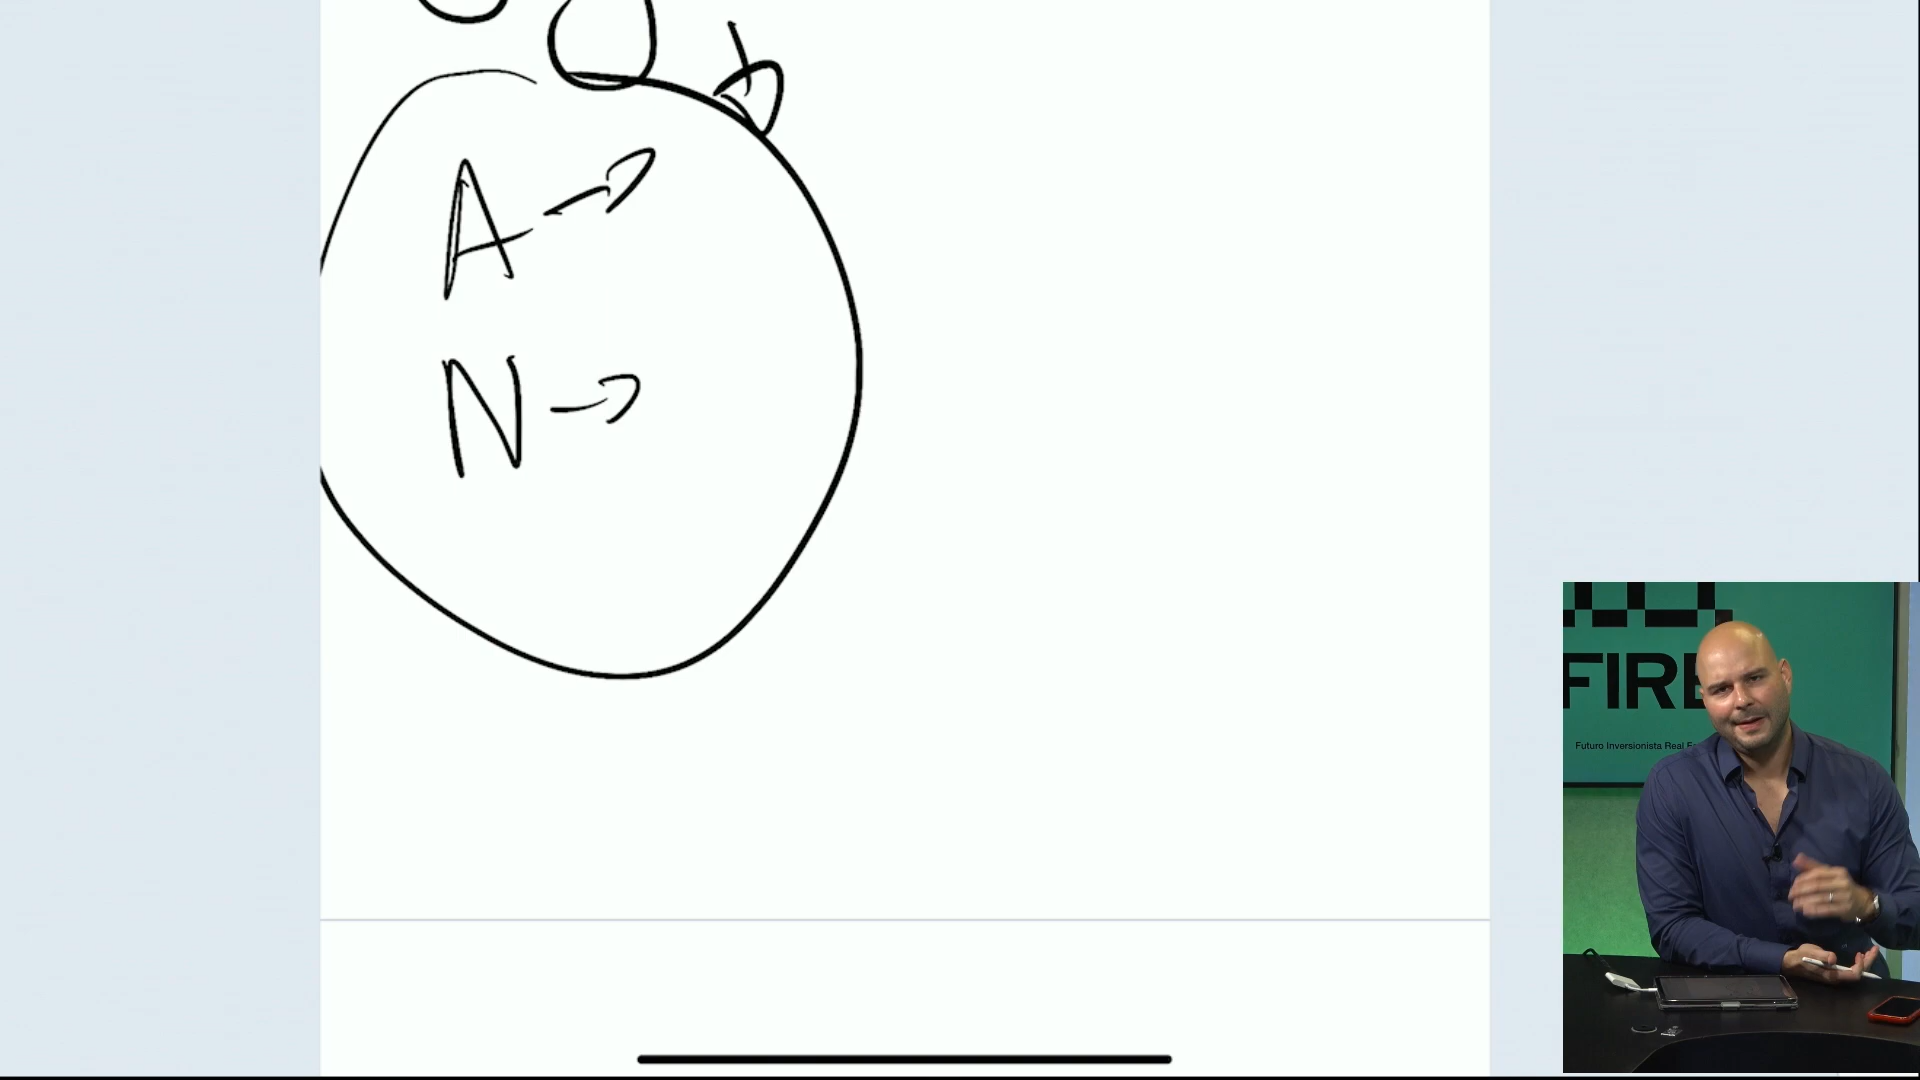 A →
N →
FIRE
Futuro Inversionista Real